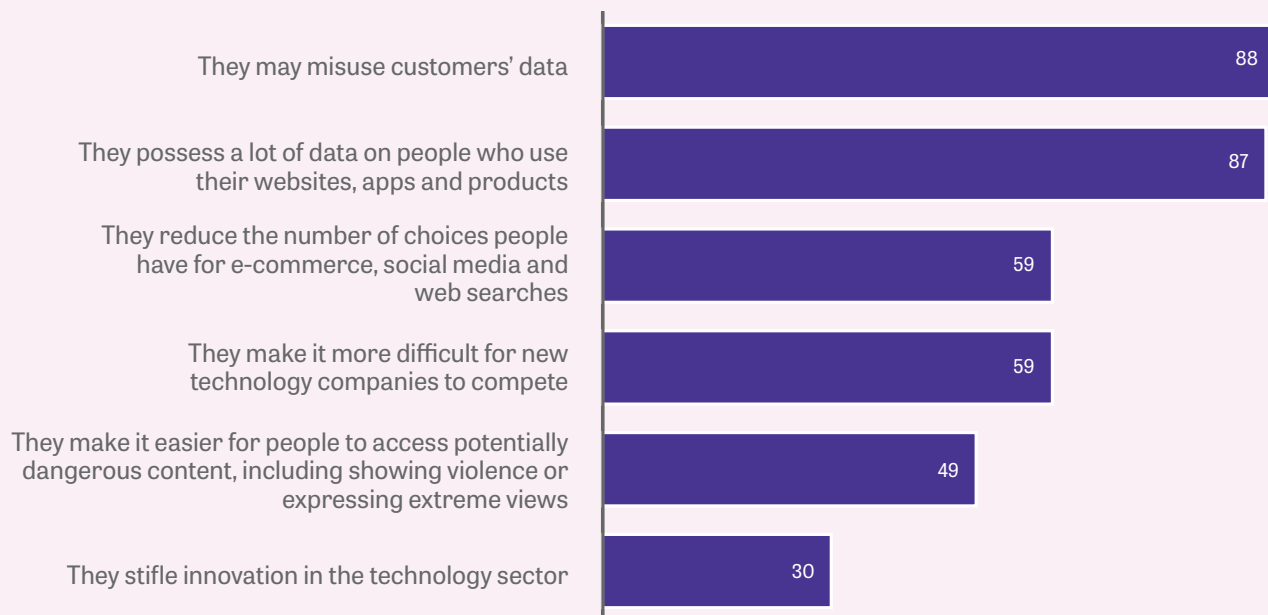 They may misuse customers’ data
88
They possess a lot of data on people who use
their websites, apps and products
87
They reduce the number of choices people
have for e-commerce, social media and
web searches
59
They make it more difficult for new
technology companies to compete
59
They make it easier for people to access potentially
dangerous content, including showing violence or
expressing extreme views
49
They stifle innovation in the technology sector
30